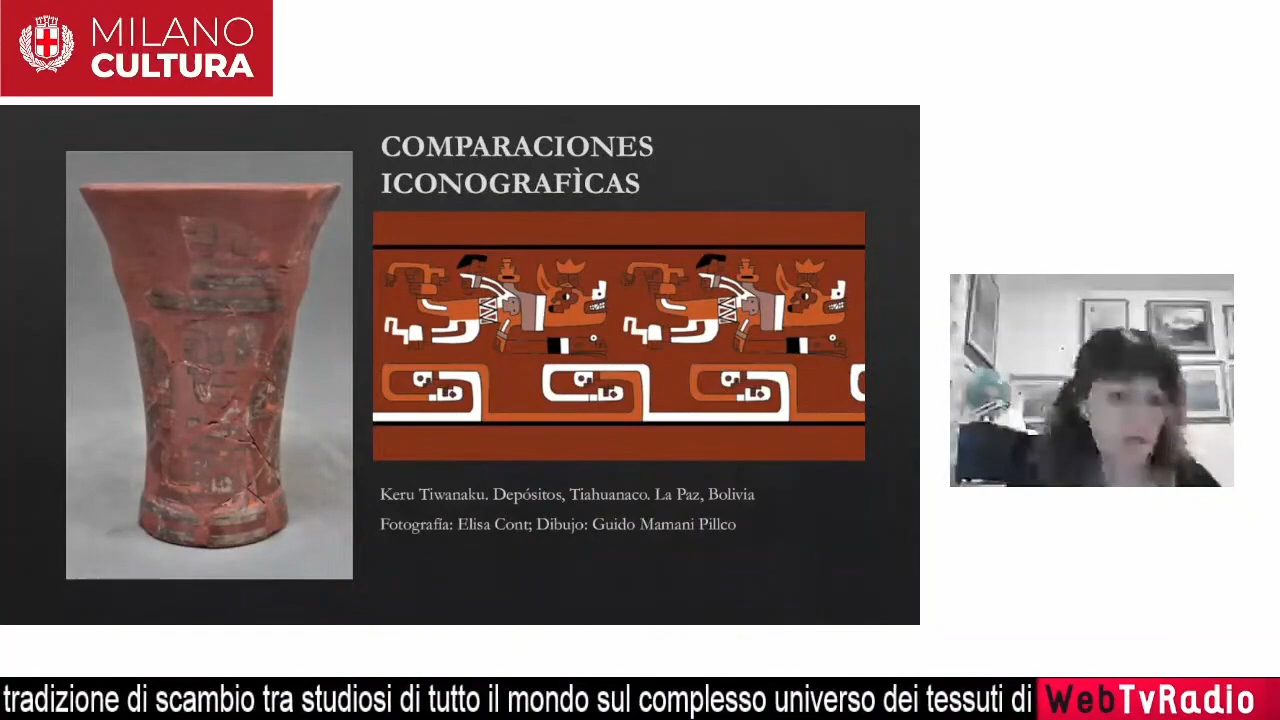 MILANO
CULTURA
COMPARACIONES
ICONOGRAFÌCAS
Keru Tiwanaku. Depósitos, Tiahuanaco. La Paz, Bolivia
Fotografía: Elisa Cont; Dibujo: Guido Mamani Pillco
tradizione di scambio tra studiosi di tutto il mondo sul complesso universo dei tessuti di
WebTvRadio